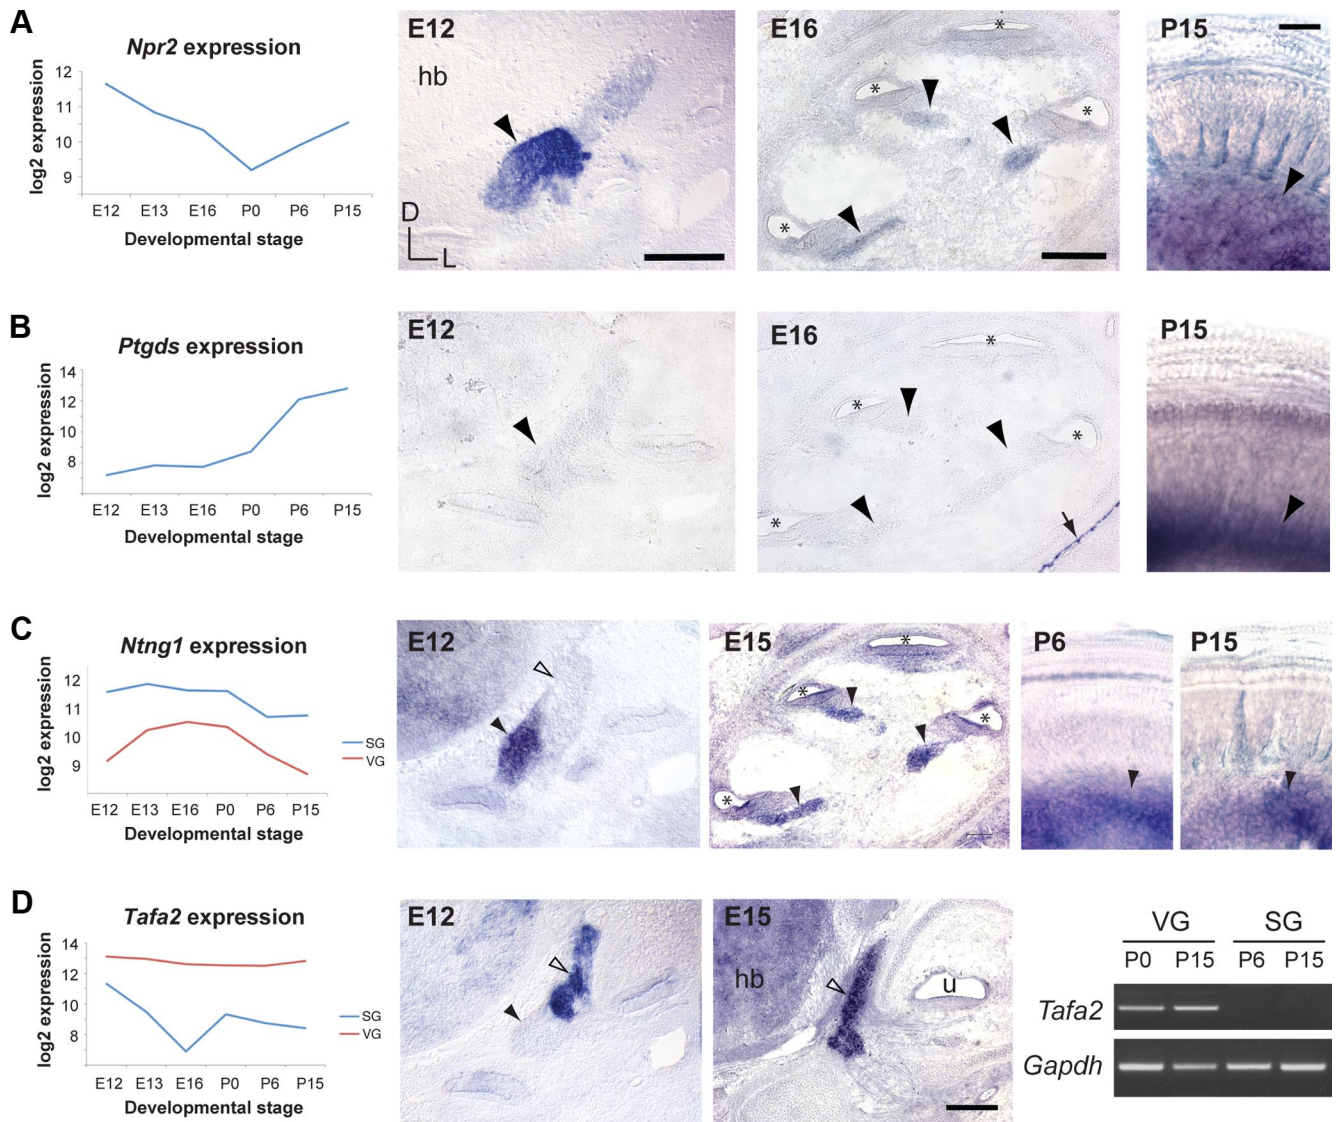 A
Npr2 expression
log2 expression
12
11
10
9
E12 E13 E16 P0 P6 P15
Developmental stage
E12
hb
D
L
E16
*
*
*
*
P15
B
Ptgds expression
log2 expression
14
12
10
8
E12 E13 E16 P0 P6 P15
Developmental stage
E12
E16
*
*
*
*
P15
C
Ntng1 expression
log2 expression
12
11
10
9
E12 E13 E16 P0 P6 P15
Developmental stage
SG
VG
E12
E15
*
*
*
*
P6
P15
D
Tafa2 expression
log2 expression
14
12
10
8
E12 E13 E16 P0 P6 P15
Developmental stage
SG
VG
E12
E15
hb
u
VG SG
P0 P15 P6 P15
Tafa2
Gapdh